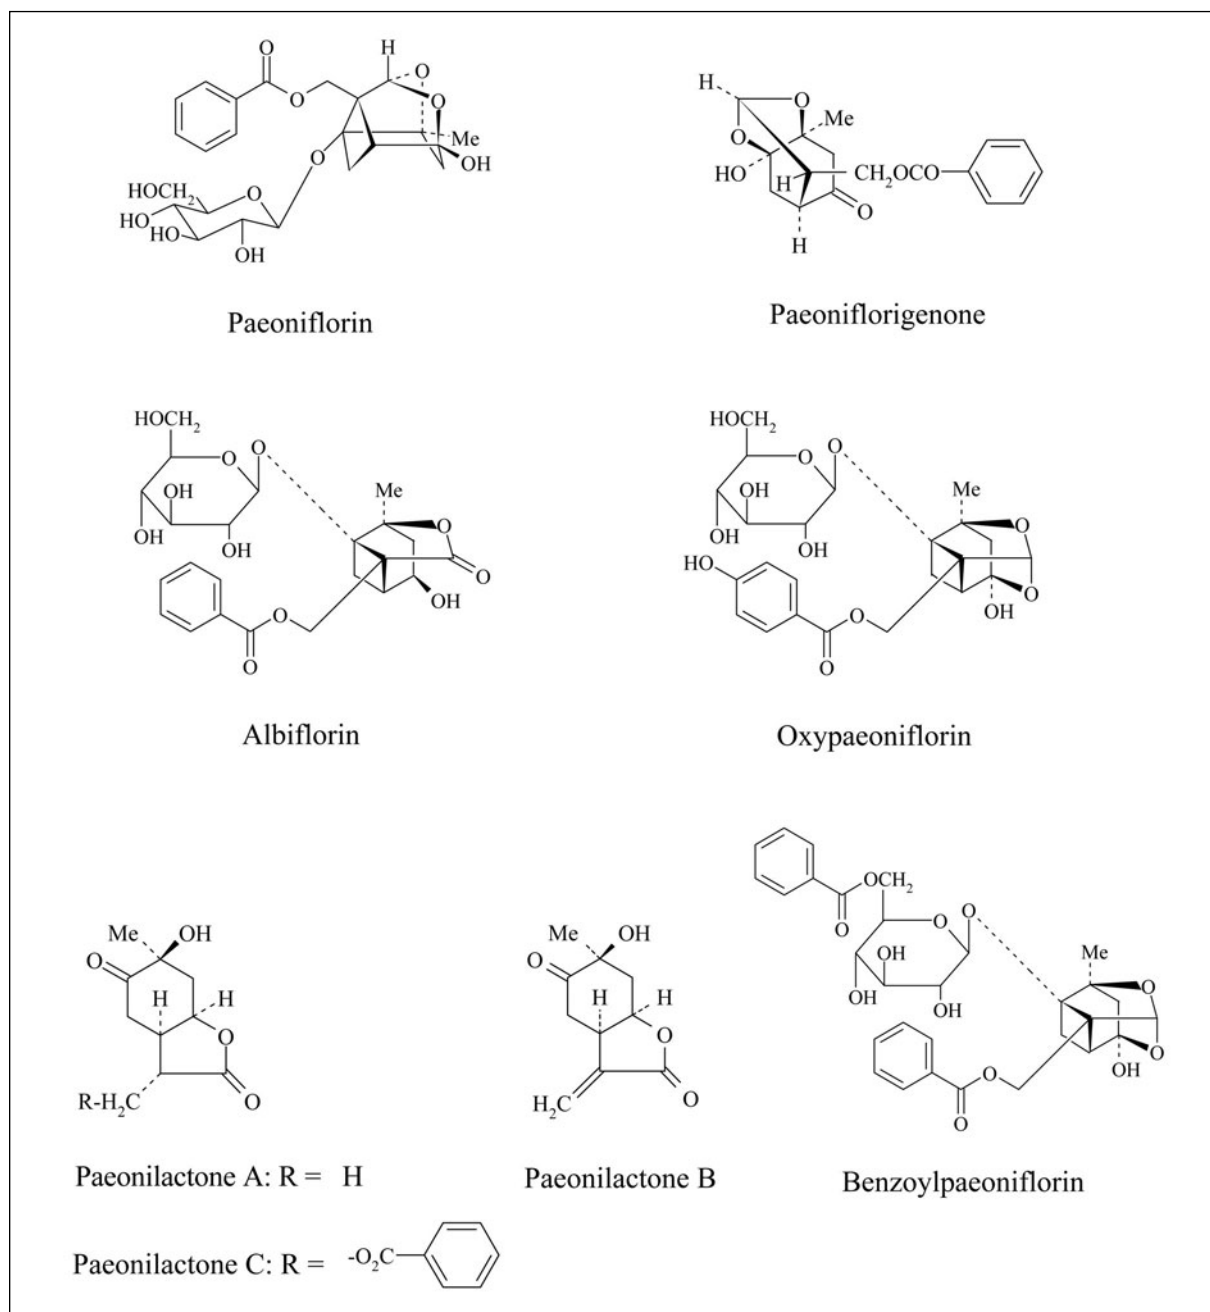 H
O
O
O
O
Me
OH
O
HOCH2
O
HO
HO
OH
Paeoniflorin
H
O
Me
O
HO
H
CH2OCO
O
H
Paeoniflorigenone
HOCH2
O
O
OH
OH
OH
Me
O
O
OH
O
O
Albiflorin
HOCH2
O
O
OH
OH
OH
Me
O
HO
OH
O
O
O
Oxypaeoniflorin
Me
OH
O
H
H
O
R-H2C
O
Paeonilactone A: R = H
Paeonilactone C: R = -O2C
Me
OH
O
H
H
O
H2C
O
Paeonilactone B
OCH2
O
O
O
OH
OH
OH
Me
O
O
OH
O
O
Benzoylpaeoniflorin